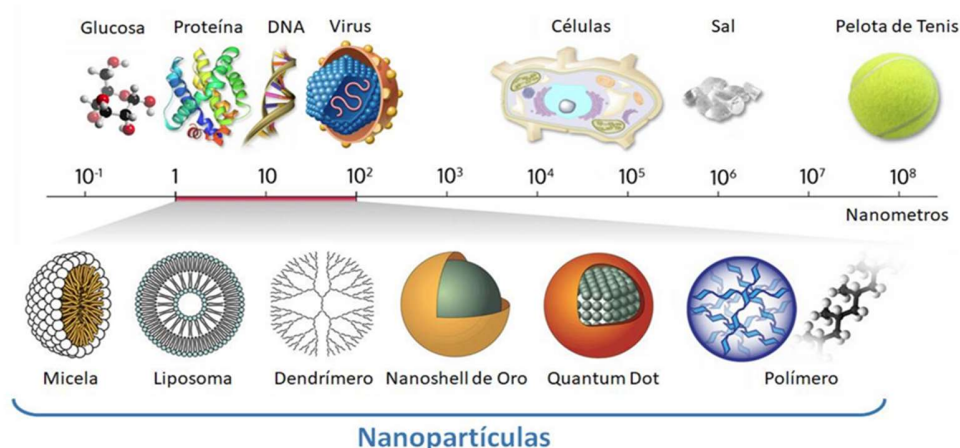 Glucosa Proteína DNA Virus Células Sal Pelota de Tenis
10⁻¹ 1 10 10² 10³ 10⁴ 10⁵ 10⁶ 10⁷ 10⁸
Nanometros
Micela Liposoma Dendrímero Nanoshell de Oro Quantum Dot Polímero
Nanopartículas